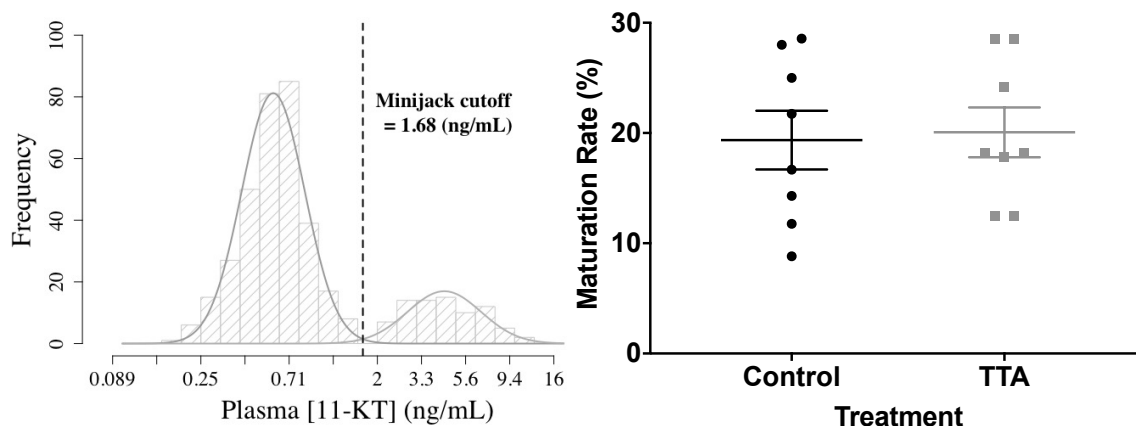 100
80
60
40
20
0
Frequency
Minijack cutoff
= 1.68 (ng/mL)
0.089 0.25 0.71 2 3.3 5.6 9.4 16
Plasma [11-KT] (ng/mL)
30
20
10
0
Maturation Rate (%)
Control TTA
Treatment